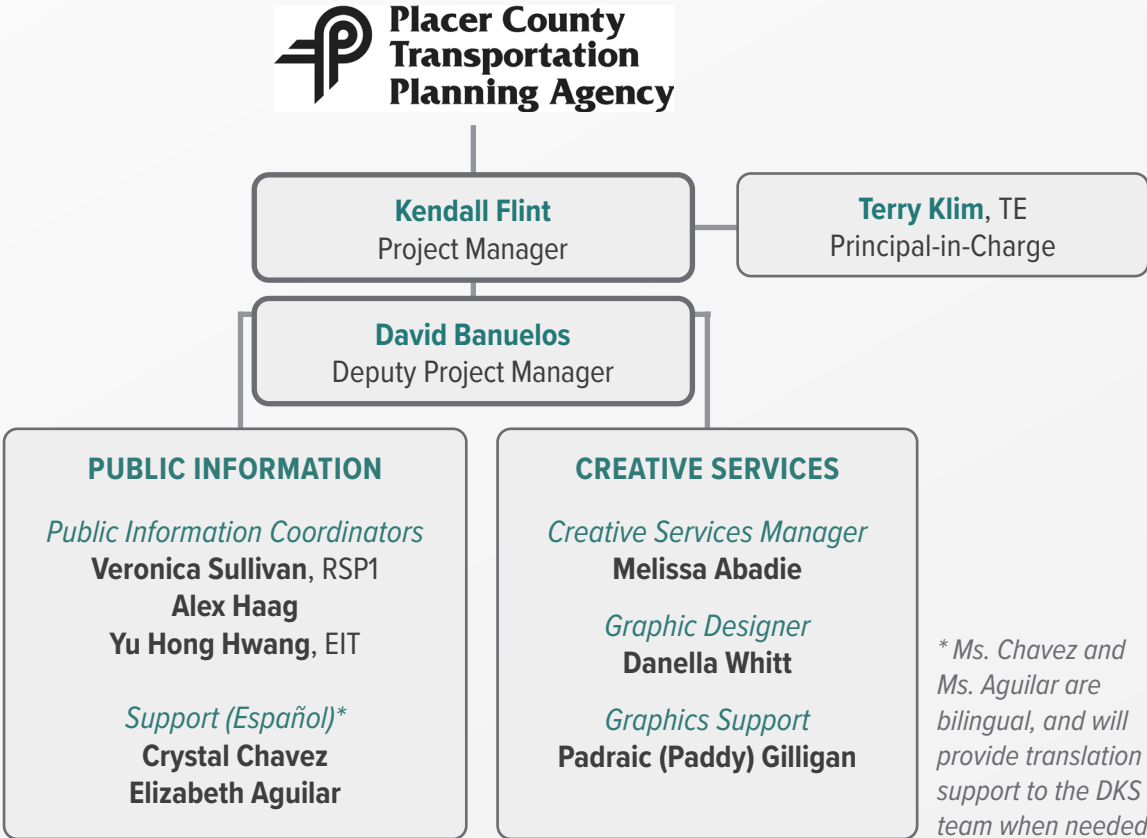 Placer County
Transportation
Planning Agency
Kendall Flint
Project Manager
Terry Klim, TE
Principal-in-Charge
David Banuelos
Deputy Project Manager
PUBLIC INFORMATION
Public Information Coordinators
Veronica Sullivan, RSP1
Alex Haag
Yu Hong Hwang, EIT
Support (Español)*
Crystal Chavez
Elizabeth Aguilar
CREATIVE SERVICES
Creative Services Manager
Melissa Abadie
Graphic Designer
Danella Whitt
Graphics Support
Padraic (Paddy) Gilligan
* Ms. Chavez and
Ms. Aguilar are
bilingual, and will
provide translation
support to the DKS
team when needed